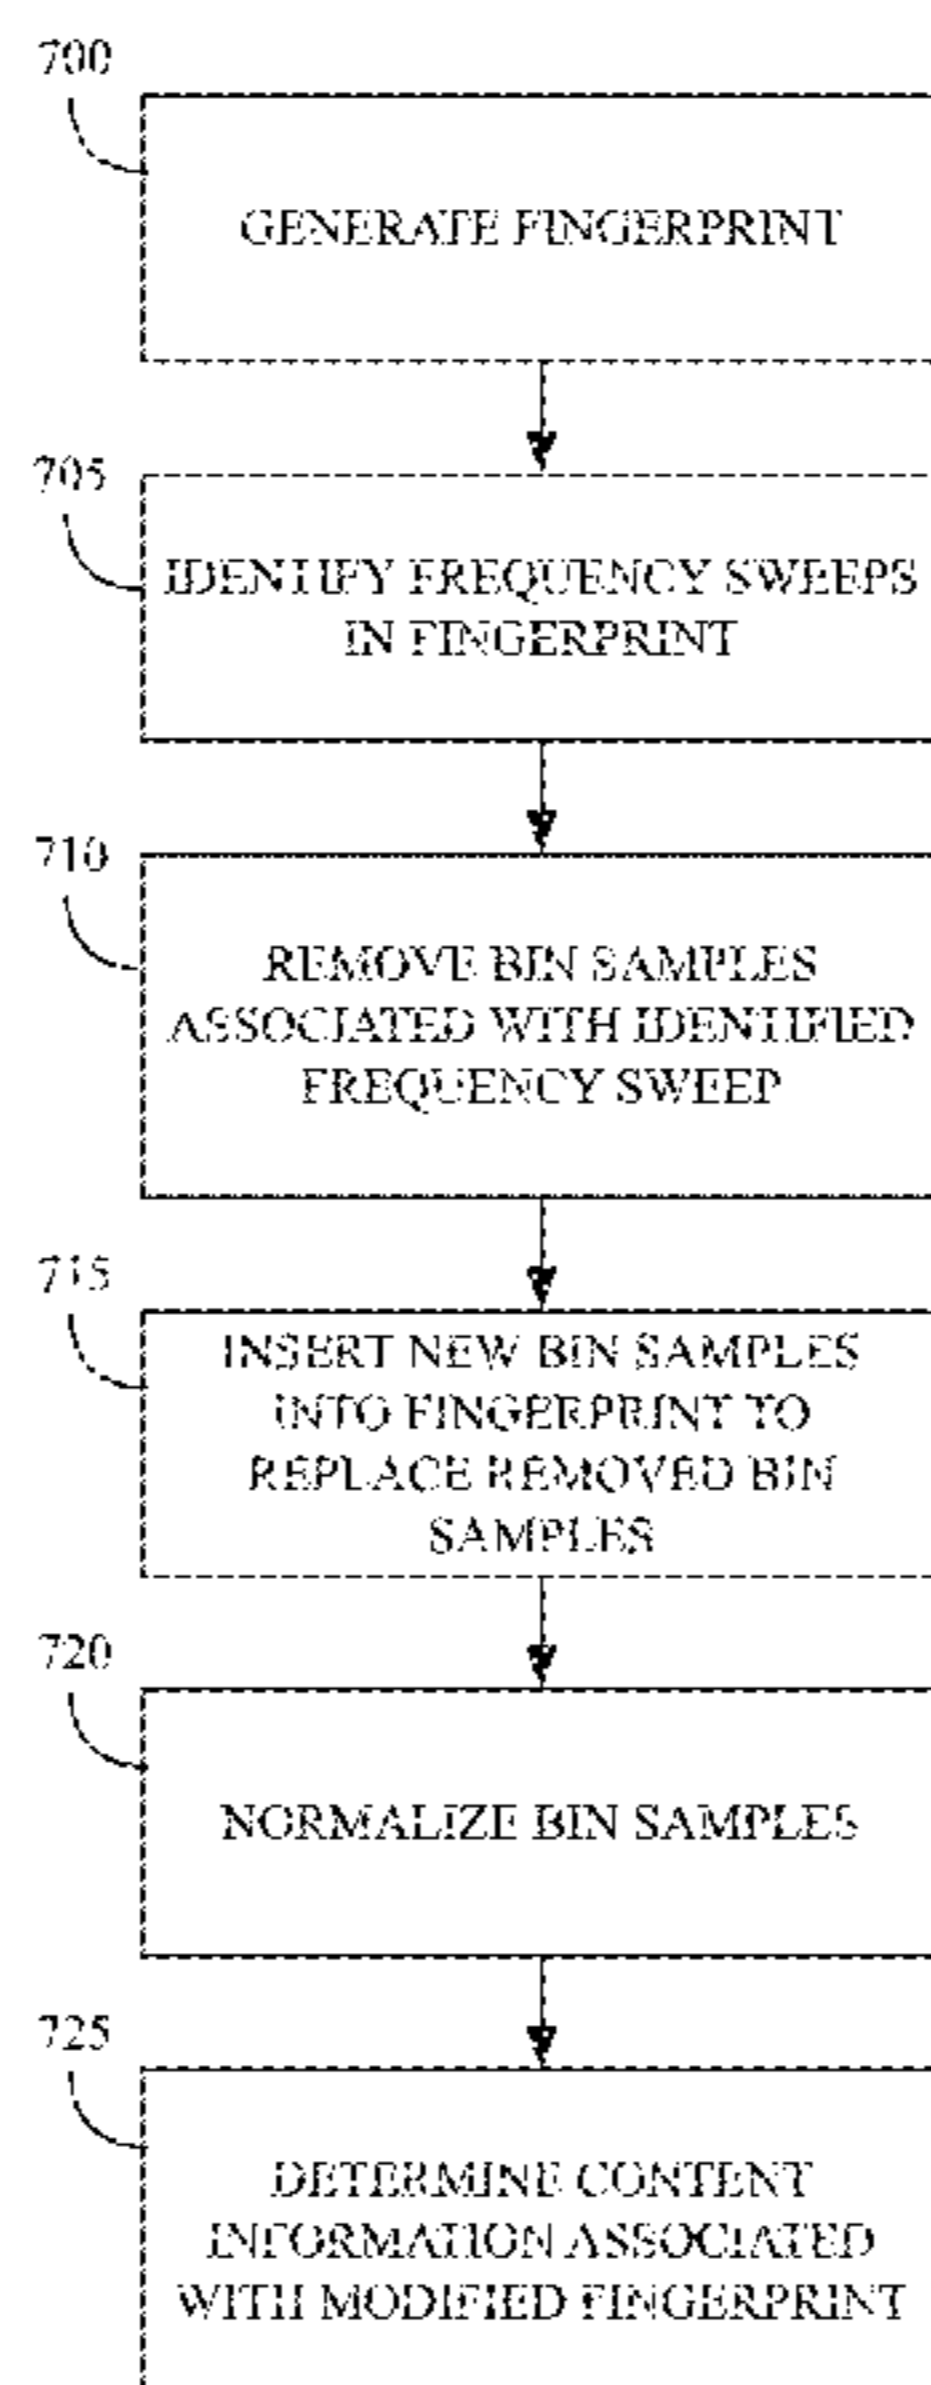 700
GENERATE FINGERPRINT
705
IDENTIFY FREQUENCY SWEEPS
IN FINGERPRINT
710
REMOVE BIN SAMPLES
ASSOCIATED WITH IDENTIFIED
FREQUENCY SWEEP
715
INSERT NEW BIN SAMPLES
INTO FINGERPRINT TO
REPLACE REMOVED BIN
SAMPLES
720
NORMALIZE BIN SAMPLES
725
DETERMINE CONTENT
INFORMATION ASSOCIATED
WITH MODIFIED FINGERPRINT